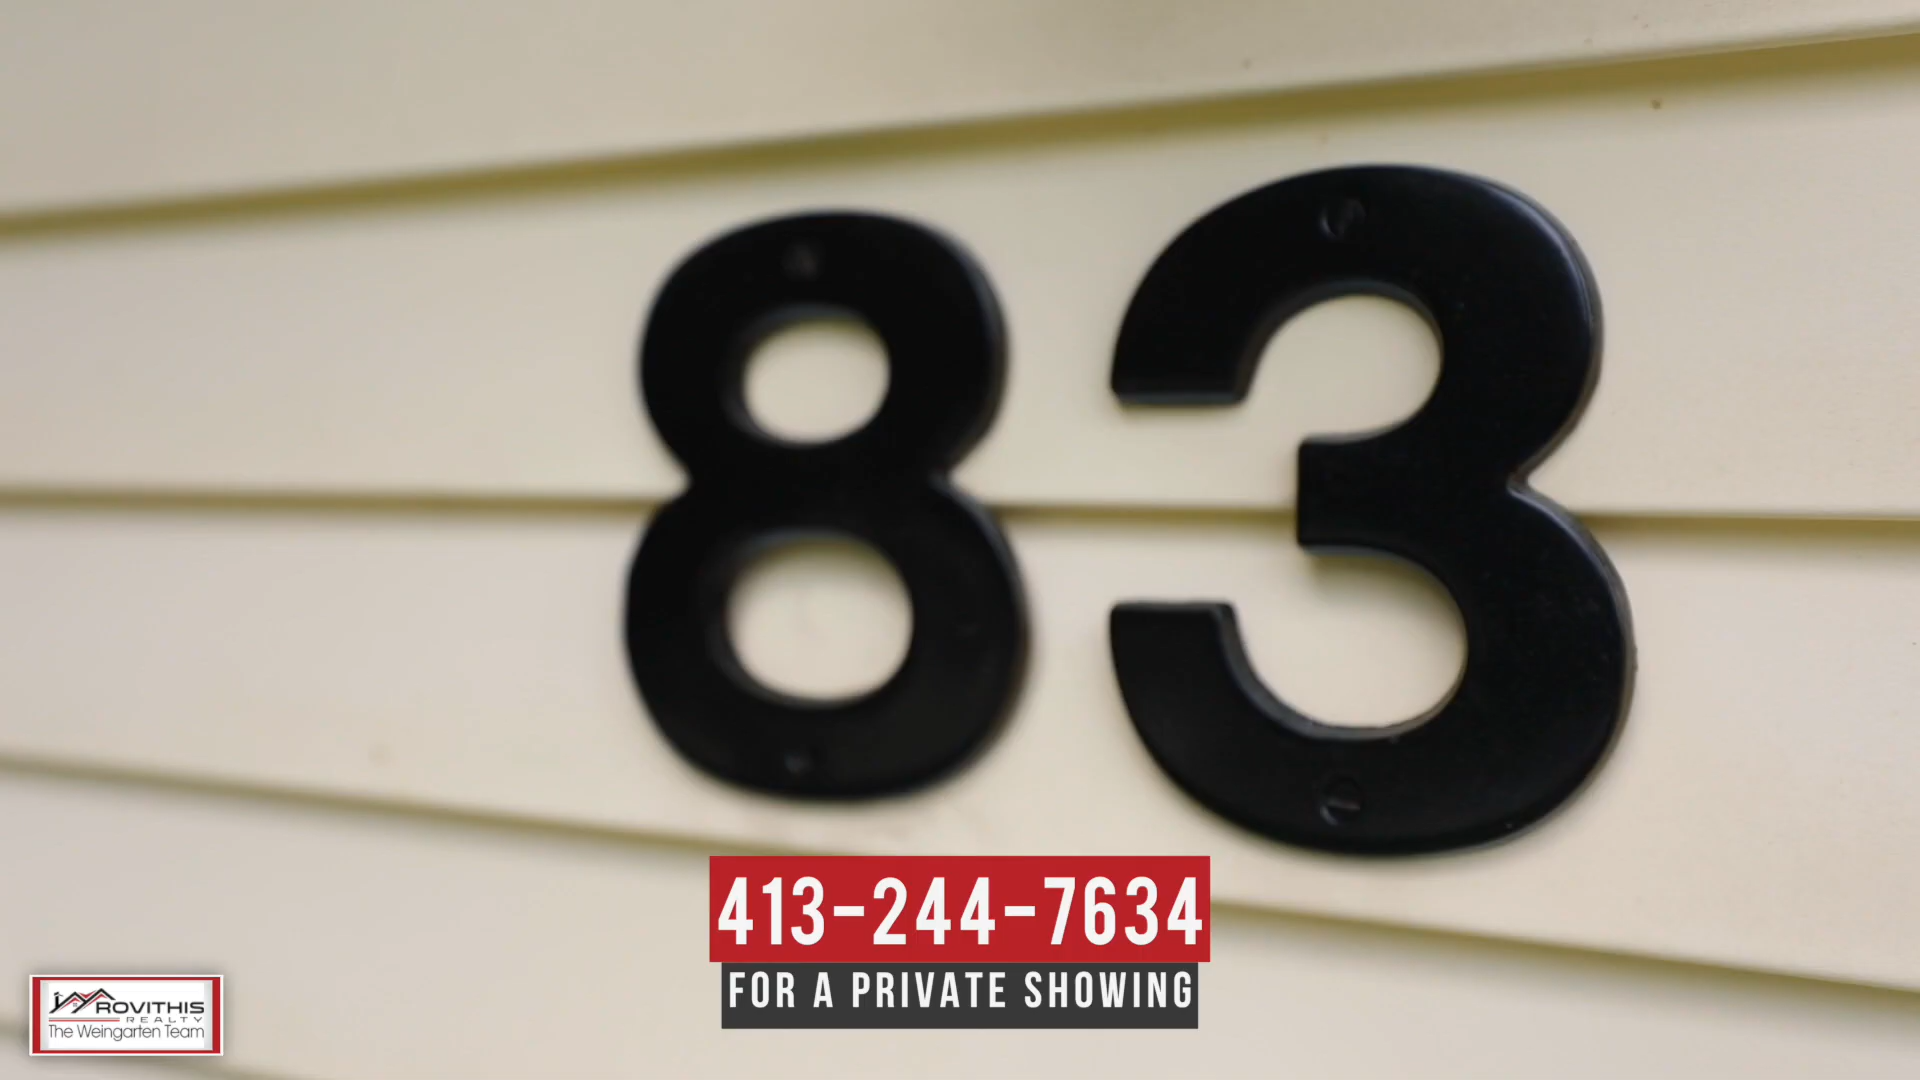 83
413-244-7634
FOR A PRIVATE SHOWING
ROVITHIS
REALTY
The Weingarten Team